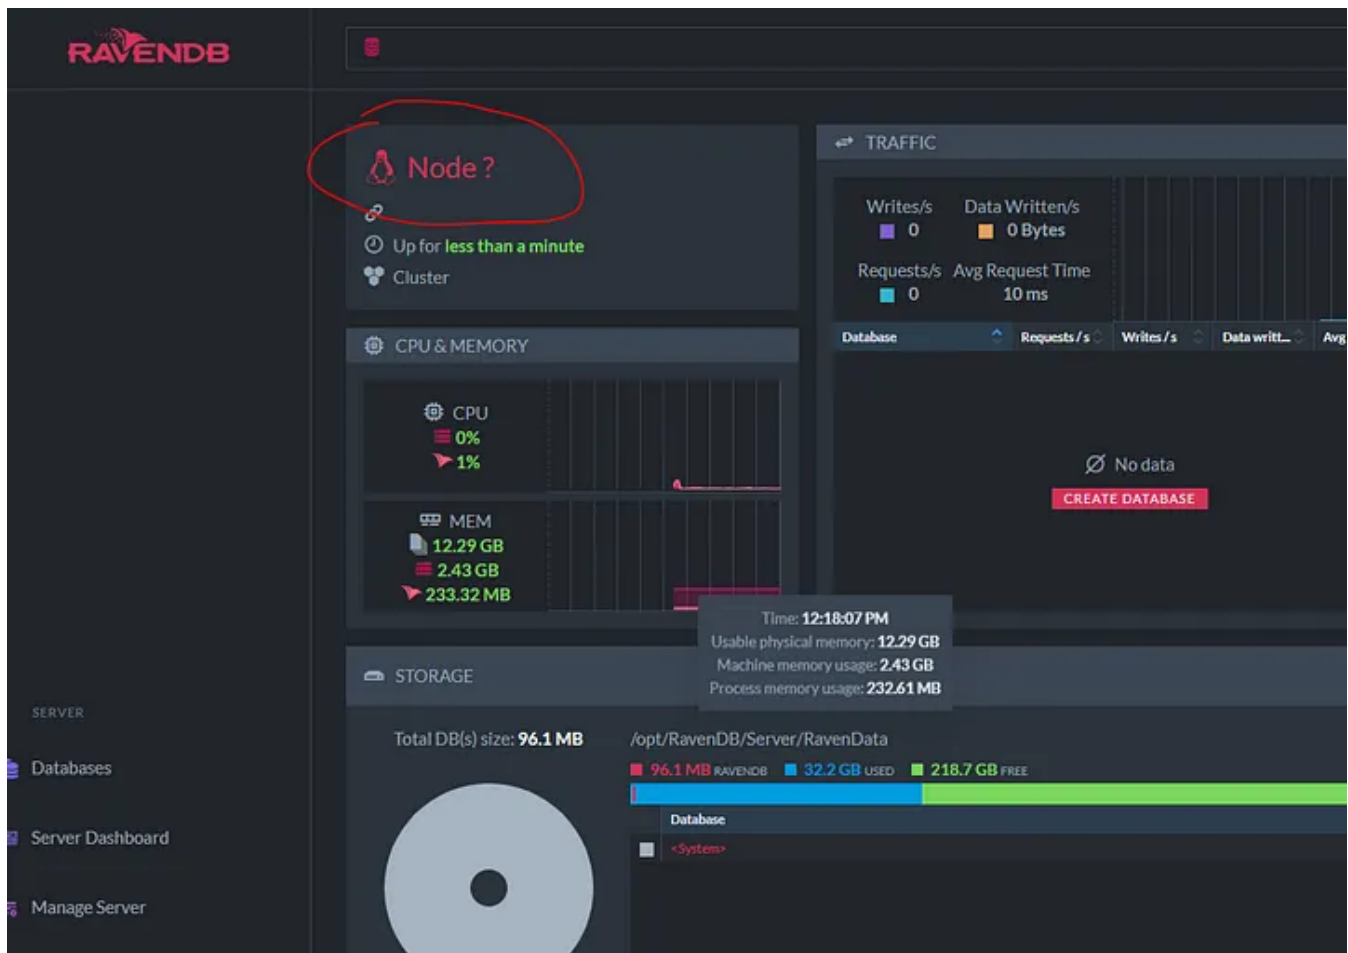 RAVENDB
Node ?
Up for less than a minute
Cluster
TRAFFIC
Writes/s Data Written/s
0 0 Bytes
Requests/s Avg Request Time
0 10 ms
Database Requests / s Writes / s Data writt... Avg
No data
CREATE DATABASE
CPU & MEMORY
CPU
0%
1%
MEM
12.29 GB
2.43 GB
233.32 MB
Time: 12:18:07 PM
Usable physical memory: 12.29 GB
Machine memory usage: 2.43 GB
Process memory usage: 232.61 MB
STORAGE
Total DB(s) size: 96.1 MB
/opt/RavenDB/Server/RavenData
96.1 MB RAVENDB 32.2 GB USED 218.7 GB FREE
Database
<System>
SERVER
Databases
Server Dashboard
Manage Server